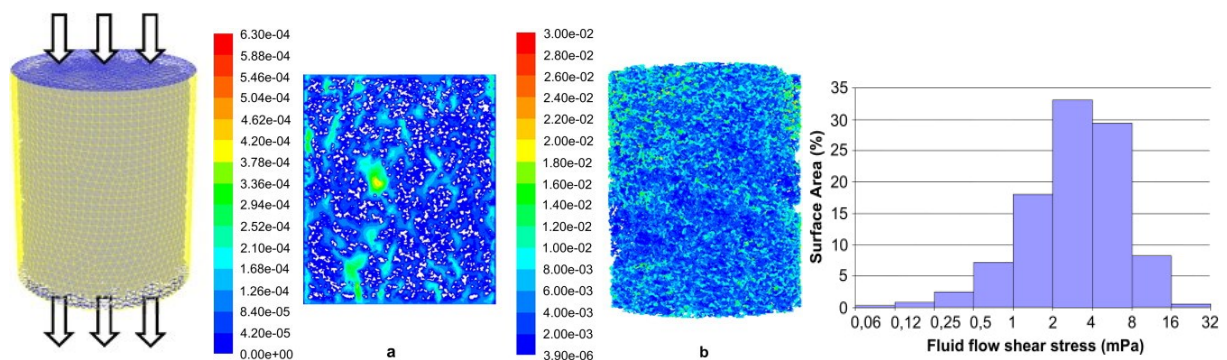 6.30e-04
5.88e-04
5.46e-04
5.04e-04
4.62e-04
4.20e-04
3.78e-04
3.36e-04
2.94e-04
2.52e-04
2.10e-04
1.68e-04
1.26e-04
8.40e-05
4.20e-05
0.00e+00
a
3.00e-02
2.80e-02
2.60e-02
2.40e-02
2.20e-02
2.00e-02
1.80e-02
1.60e-02
1.40e-02
1.20e-02
1.00e-02
8.00e-03
6.00e-03
4.00e-03
2.00e-03
3.90e-06
b
Surface Area (%)
35
30
25
20
15
10
5
0
0,06 0,12 0,25 0,5 1 2 4 8 16 32
Fluid flow shear stress (mPa)